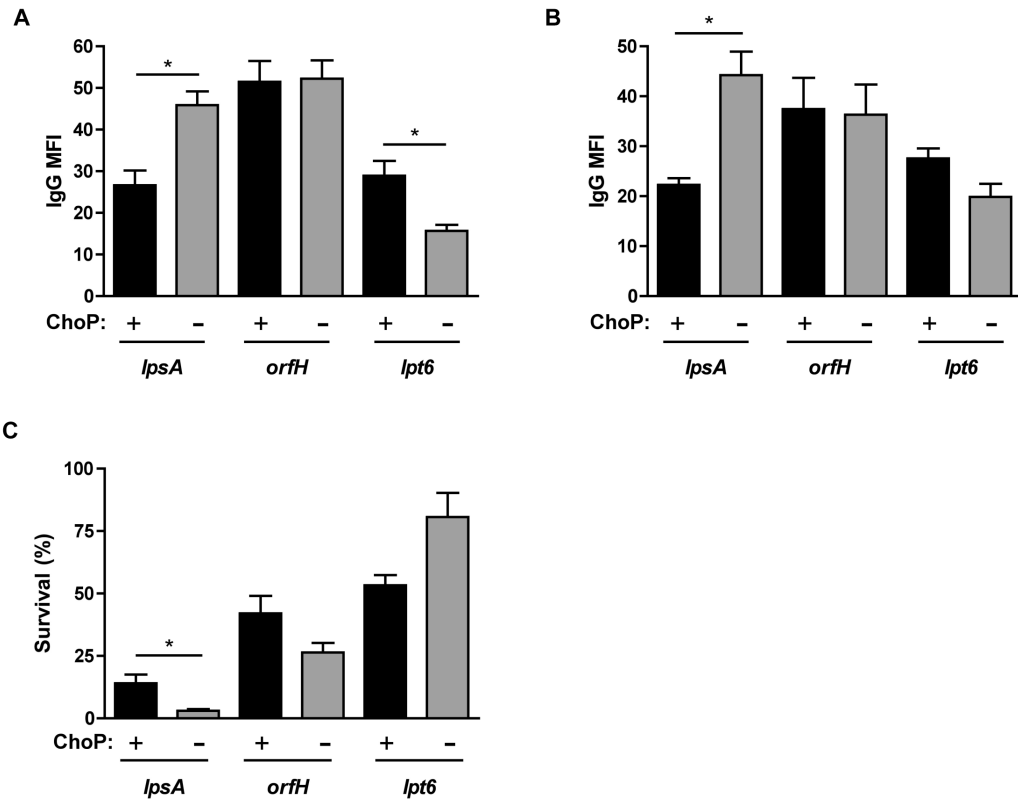 A
IgG MFI
60
50
40
30
20
10
0
*
*
ChoP: + - + - + -
lpsA orfH lpt6
B
IgG MFI
50
40
30
20
10
0
*
ChoP: + - + - + -
lpsA orfH lpt6
C
Survival (%)
100
75
50
25
0
*
ChoP: + - + - + -
lpsA orfH lpt6